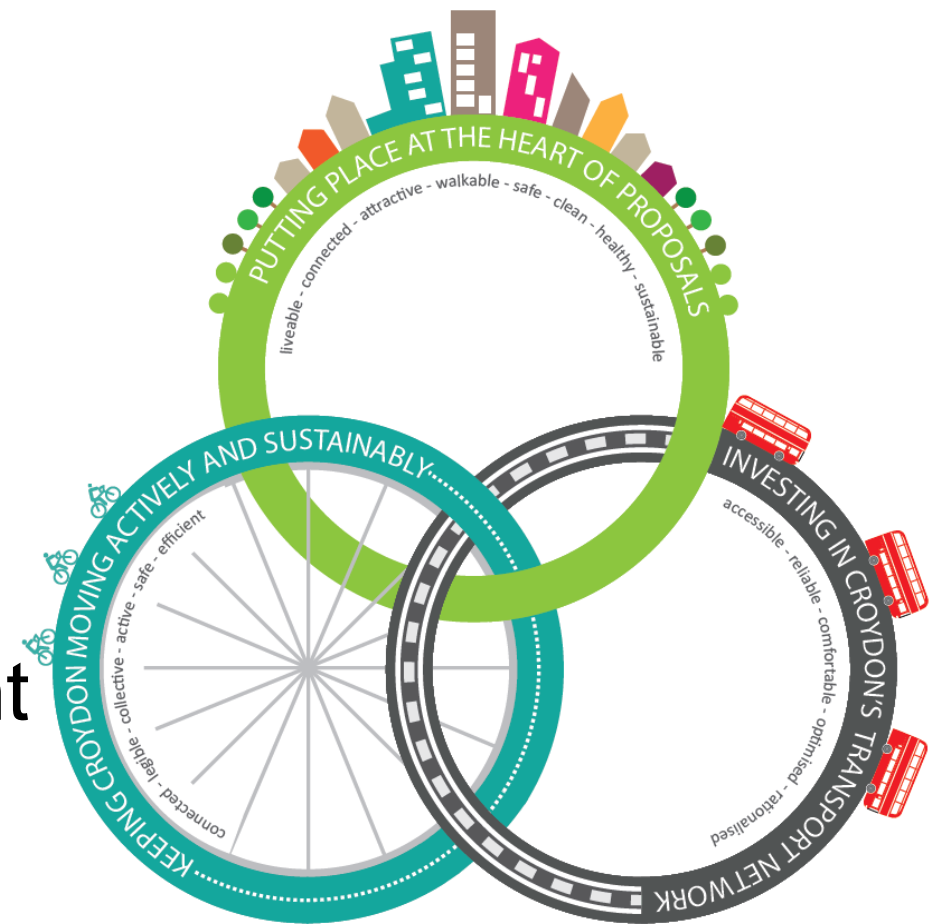 PUTTING PLACE AT THE HEART OF PROPOSALS
liveable - connected - attractive - walkable - safe - clean - healthy - sustainable
KEEPING CROYDON MOVING ACTIVELY AND SUSTAINABLY
connected - legible - collective - active - safe - efficient
INVESTING IN CROYDON'S TRANSPORT NETWORK
accessible - reliable - comfortable - optimised - rationalised